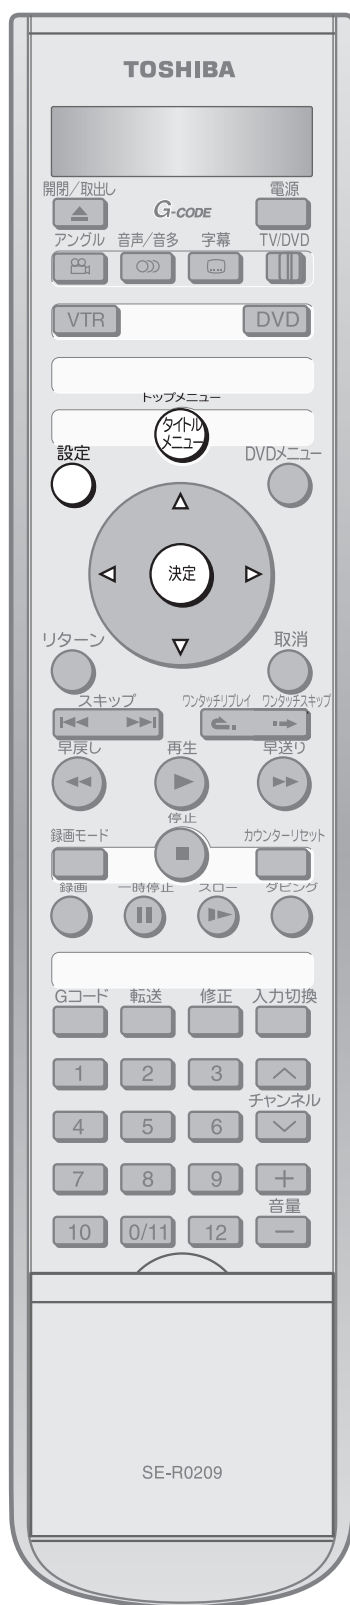 TOSHIBA
開閉/取出し G-CODE 電源
アングル 音声/音多 字幕 TV/DVD
VTR DVD
トップメニュー
タイトル
メニュー
設定 DVDメニュー
決定
リターン 取消
スキップ ワンタッチリプレイ ワンタッチスキップ
早戻し 再生 早送り
停止
録画モード カウンターリセット
録画 一時停止 スロー ダビング
Gコード 転送 修正 入力切換
1 2 3
チャンネル
4 5 6
7 8 9 +
音量
10 0/11 12 −
SE-R0209